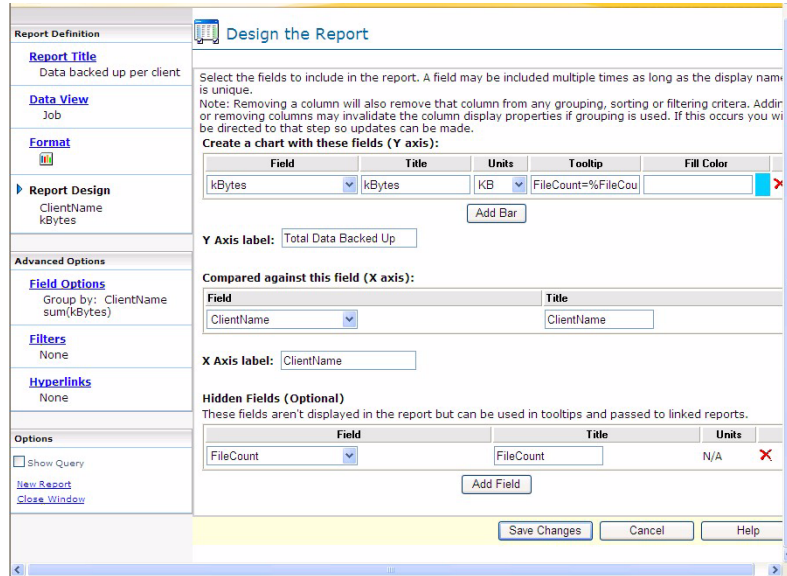 Report Definition
Report Title
Data backed up per client
Data View
Job
Format
Report Design
ClientName
kBytes
Advanced Options
Field Options
Group by: ClientName
sum(kBytes)
Filters
None
Hyperlinks
None
Options
Show Query
New Report
Close Window
Design the Report
Select the fields to include in the report. A field may be included multiple times as long as the display name
is unique.
Note: Removing a column will also remove that column from any grouping, sorting or filtering critera. Addin
or removing columns may invalidate the column display properties if grouping is used. If this occurs you wi
be directed to that step so updates can be made.
Create a chart with these fields (Y axis):
Field Title Units Tooltip Fill Color
kBytes kBytes KB FileCount=%FileCou
Add Bar
Y Axis label: Total Data Backed Up
Compared against this field (X axis):
Field Title
ClientName ClientName
X Axis label: ClientName
Hidden Fields (Optional)
These fields aren't displayed in the report but can be used in tooltips and passed to linked reports.
Field Title Units
FileCount FileCount N/A
Add Field
Save Changes Cancel Help